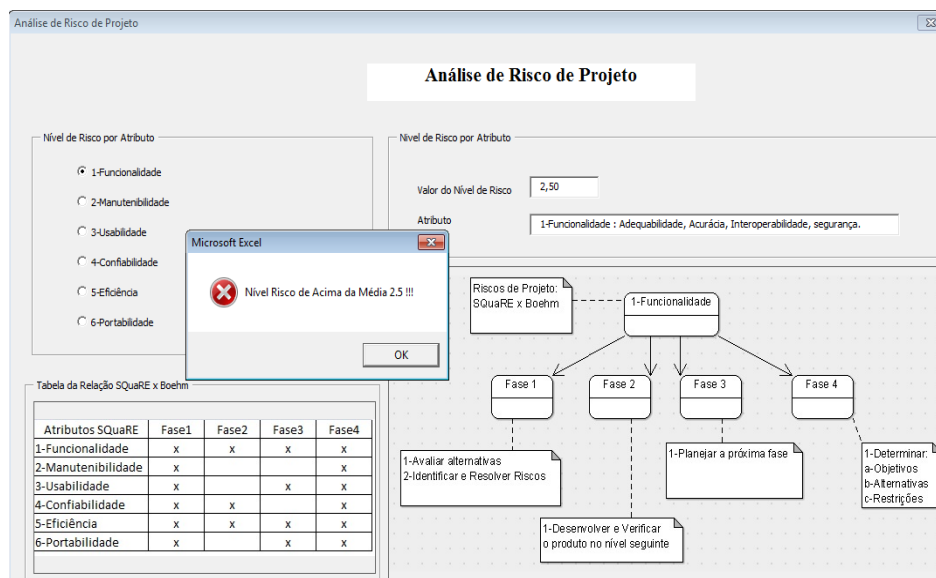 Análise de Risco de Projeto
Análise de Risco de Projeto
Nível de Risco por Atributo
1-Funcionalidade
2-Manutenibilidade
3-Usabilidade
4-Confiabilidade
5-Eficiência
6-Portabilidade
Nivel de Risco por Atributo
Valor do Nível de Risco
2,50
Atributo
1-Funcionalidade : Adequabilidade, Acurácia, Interoperabilidade, segurança.
Microsoft Excel
Nível Risco de Acima da Média 2.5 !!!
OK
Tabela da Relação SQuaRE x Boehm
Atributos SQuaRE Fase1 Fase2 Fase3 Fase4
1-Funcionalidade x x x x
2-Manutenibilidade x x
3-Usabilidade x x x
4-Confiabilidade x x x
5-Eficiência x x x x
6-Portabilidade x x x
Riscos de Projeto:
SQuaRE x Boehm
1-Funcionalidade
Fase 1
Fase 2
Fase 3
Fase 4
1-Avaliar alternativas
2-Identificar e Resolver Riscos
1-Desenvolver e Verificar
o produto no nível seguinte
1-Planejar a próxima fase
1-Determinar:
a-Objetivos
b-Alternativas
c-Restrições